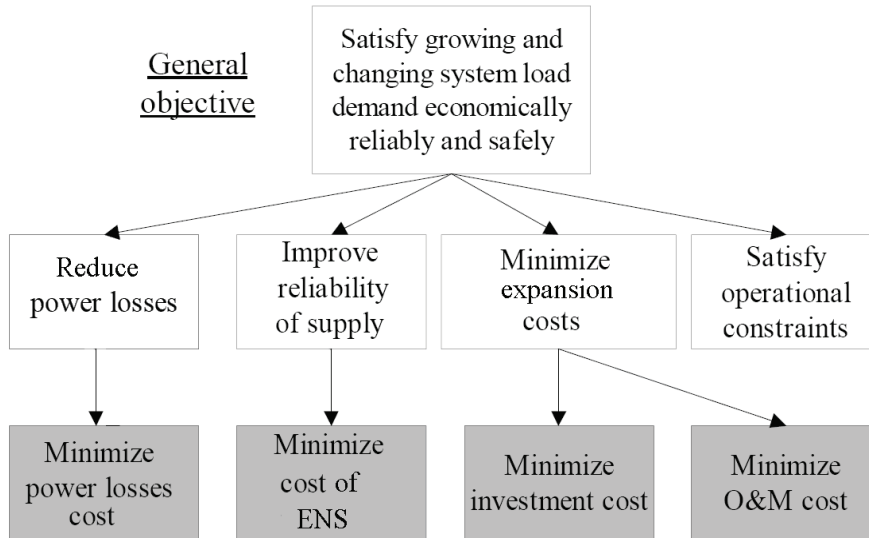 General
objective
Satisfy growing and
changing system load
demand economically
reliably and safely
Reduce
power losses
Improve
reliability
of supply
Minimize
expansion
costs
Satisfy
operational
constraints
Minimize
power losses
cost
Minimize
cost of
ENS
Minimize
investment cost
Minimize
O&M cost